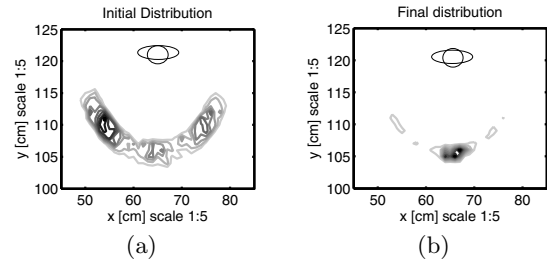 Initial Distribution
125
120
115
110
105
100
y [cm] scale 1:5
50 60 70 80
x [cm] scale 1:5
(a)
Final distribution
125
120
115
110
105
100
y [cm] scale 1:5
50 60 70 80
x [cm] scale 1:5
(b)